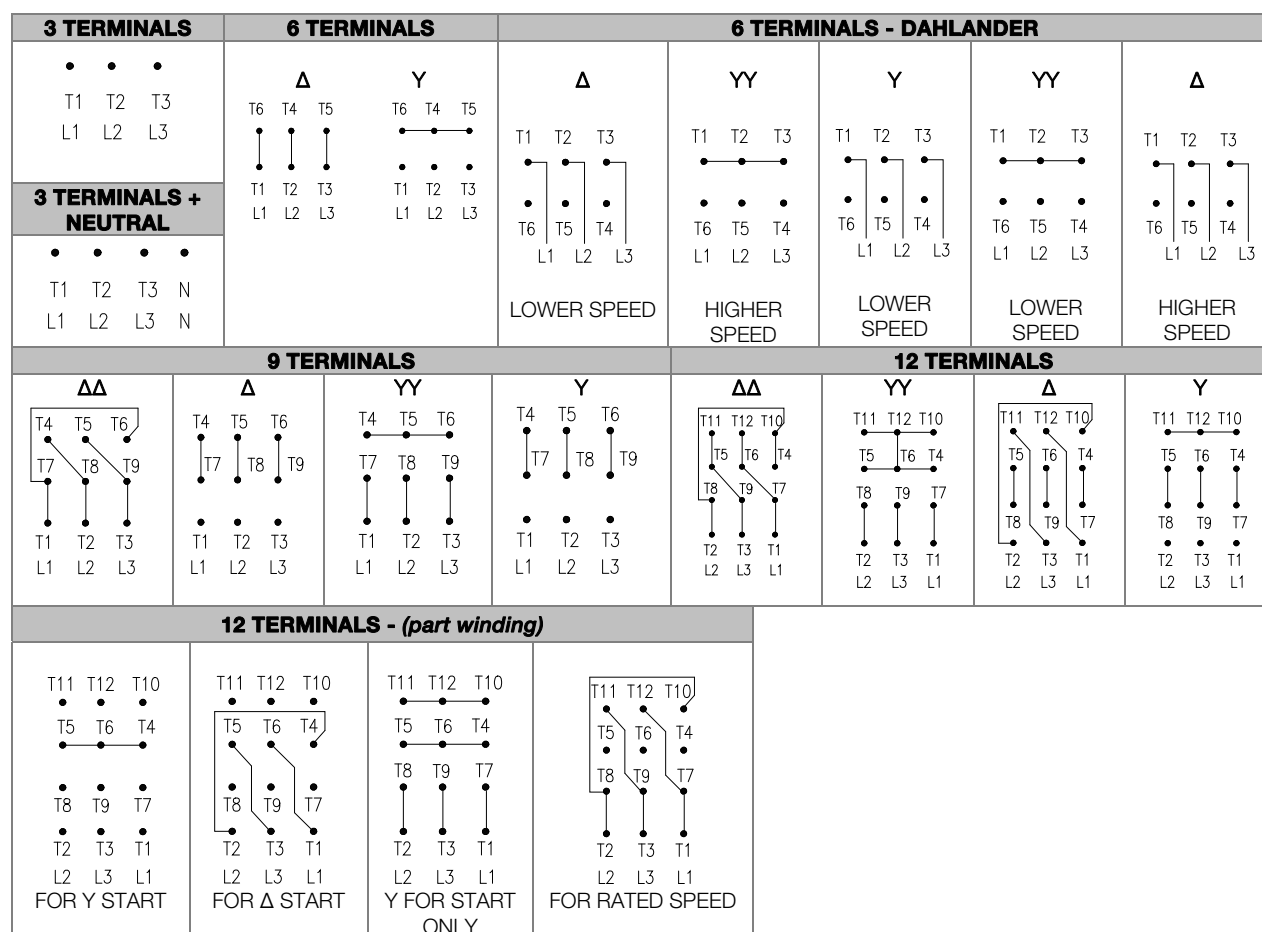 3 TERMINALS
T1 T2 T3
L1 L2 L3
3 TERMINALS +
NEUTRAL
T1 T2 T3 N
L1 L2 L3 N
6 TERMINALS
Δ Y
T6 T4 T5 T6 T4 T5
T1 T2 T3 T1 T2 T3
L1 L2 L3 L1 L2 L3
6 TERMINALS - DAHLANDER
Δ
T1 T2 T3
T6 T5 T4
L1 L2 L3
LOWER SPEED
YY
T1 T2 T3
T6 T5 T4
L1 L2 L3
HIGHER
SPEED
Y
T1 T2 T3
T6 T5 T4
L1 L2 L3
LOWER
SPEED
YY
T1 T2 T3
T6 T5 T4
L1 L2 L3
LOWER
SPEED
Δ
T1 T2 T3
T6 T5 T4
L1 L2 L3
HIGHER
SPEED
9 TERMINALS
ΔΔ
T4 T5 T6
T7 T8 T9
T1 T2 T3
L1 L2 L3
Δ
T4 T5 T6
T7 T8 T9
T1 T2 T3
L1 L2 L3
YY
T4 T5 T6
T7 T8 T9
T1 T2 T3
L1 L2 L3
Y
T4 T5 T6
T7 T8 T9
T1 T2 T3
L1 L2 L3
12 TERMINALS
ΔΔ
T11 T12 T10
T5 T6 T4
T8 T9 T7
T2 T3 T1
L2 L3 L1
YY
T11 T12 T10
T5 T6 T4
T8 T9 T7
T2 T3 T1
L2 L3 L1
Δ
T11 T12 T10
T5 T6 T4
T8 T9 T7
T2 T3 T1
L2 L3 L1
Y
T11 T12 T10
T5 T6 T4
T8 T9 T7
T2 T3 T1
L2 L3 L1
12 TERMINALS - (part winding)
T11 T12 T10
T5 T6 T4
T8 T9 T7
T2 T3 T1
L2 L3 L1
FOR Y START
T11 T12 T10
T5 T6 T4
T8 T9 T7
T2 T3 T1
L2 L3 L1
FOR Δ START
T11 T12 T10
T5 T6 T4
T8 T9 T7
T2 T3 T1
L2 L3 L1
Y FOR START
ONLY
T11 T12 T10
T5 T6 T4
T8 T9 T7
T2 T3 T1
L2 L3 L1
FOR RATED SPEED